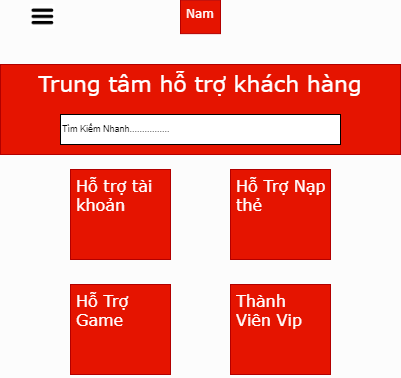 Nam
Trung tâm hỗ trợ khách hàng
Tìm Kiếm Nhanh...............
Hỗ trợ tài
khoản
Hỗ Trợ Nạp
thẻ
Hỗ Trợ
Game
Thành
Viên Vip